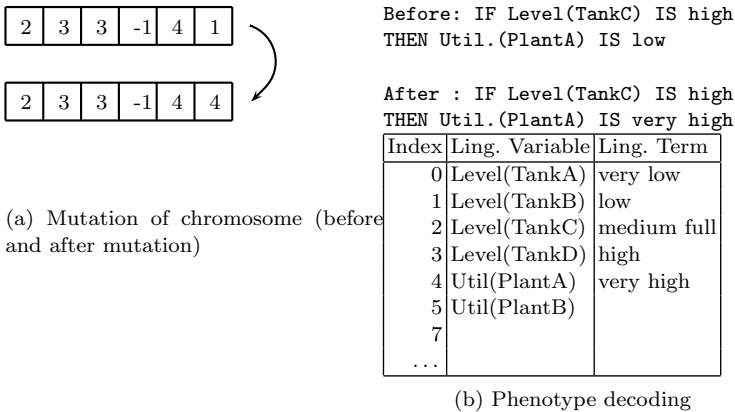 2 3 3 -1 4 1
2 3 3 -1 4 4
(a) Mutation of chromosome (before
and after mutation)
Before: IF Level(TankC) IS high
THEN Util.(PlantA) IS low
After : IF Level(TankC) IS high
THEN Util.(PlantA) IS very high
Index Ling. Variable Ling. Term
0 Level(TankA) very low
1 Level(TankB) low
2 Level(TankC) medium full
3 Level(TankD) high
4 Util(PlantA) very high
5 Util(PlantB)
7
...
(b) Phenotype decoding